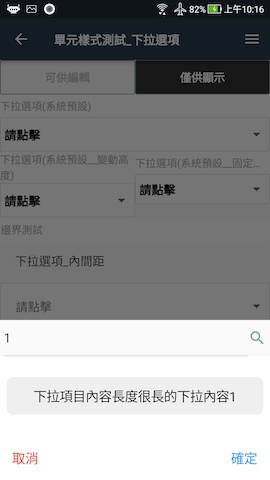 82% 上午10:16
單元樣式測試_下拉選項
可供編輯 僅供顯示
下拉選項(系統預設)
請點擊
下拉選項(系統預設__變動高度)
請點擊
下拉選項(系統預設__固定...
請點擊
邊界測試
下拉選項_內間距
請點擊
1
下拉項目內容長度很長的下拉內容1
取消 確定